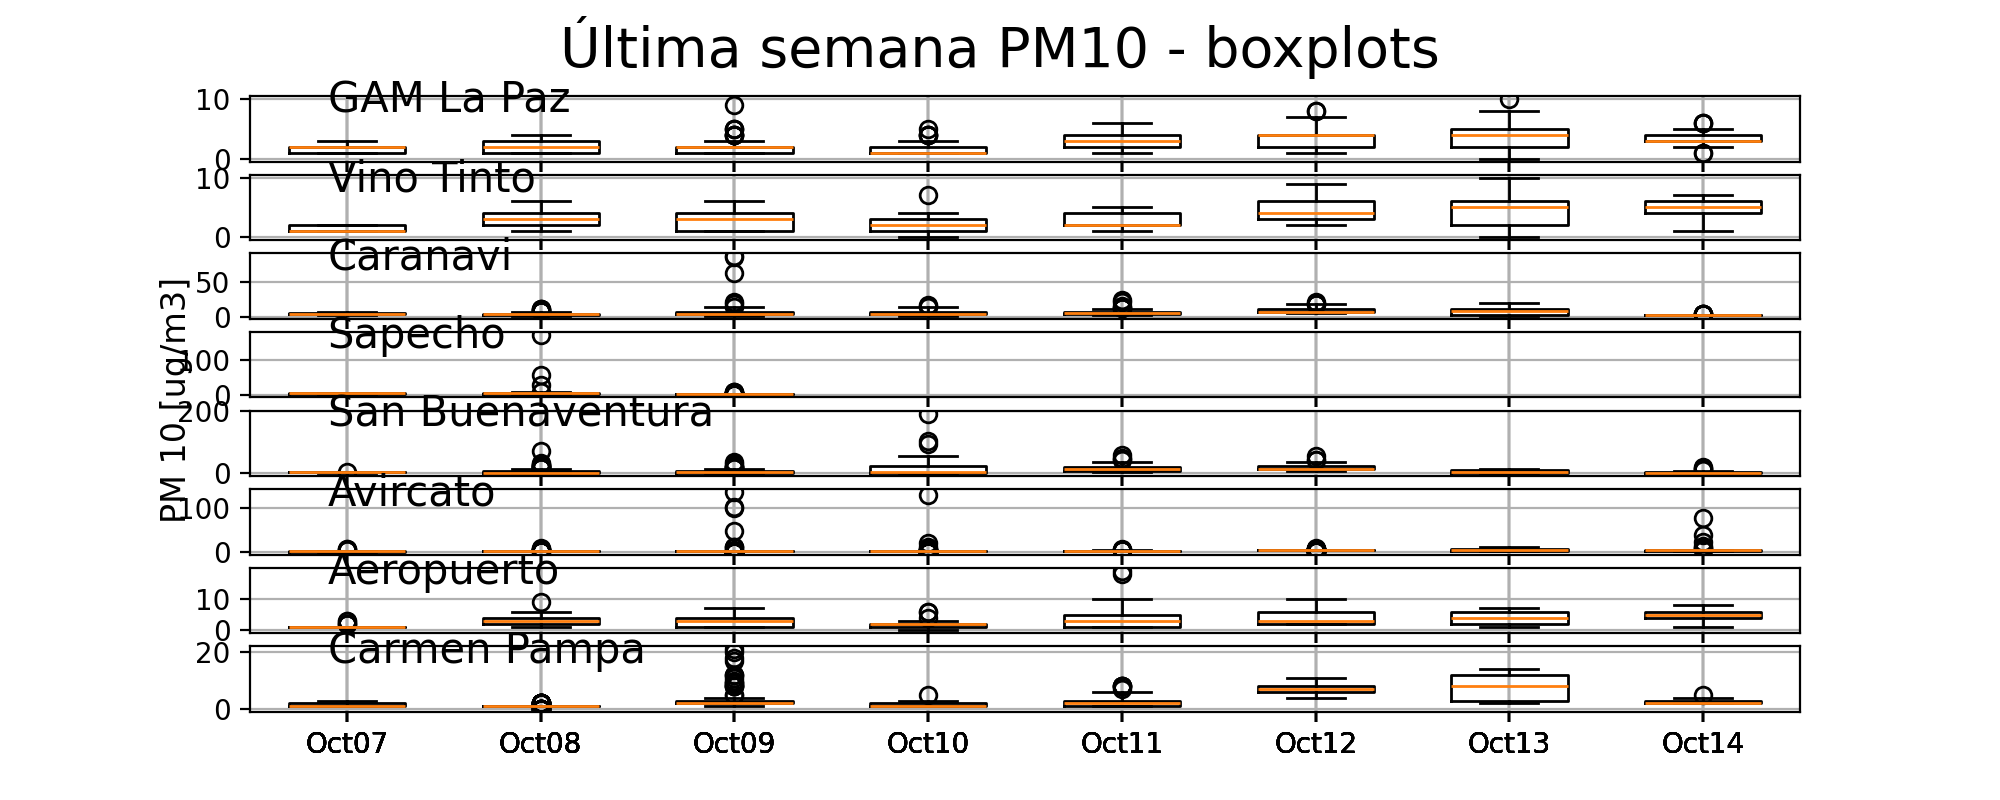 Última semana PM10 - boxplots
GAM La Paz
10
0
Vino Tinto
10
0
Caranavi
50
0
Sapecho
100
0
San Buenaventura
200
0
Avircato
100
0
Aeropuerto
10
0
Carmen Pampa
20
0
PM 10 [ug/m3]
Oct07 Oct08 Oct09 Oct10 Oct11 Oct12 Oct13 Oct14